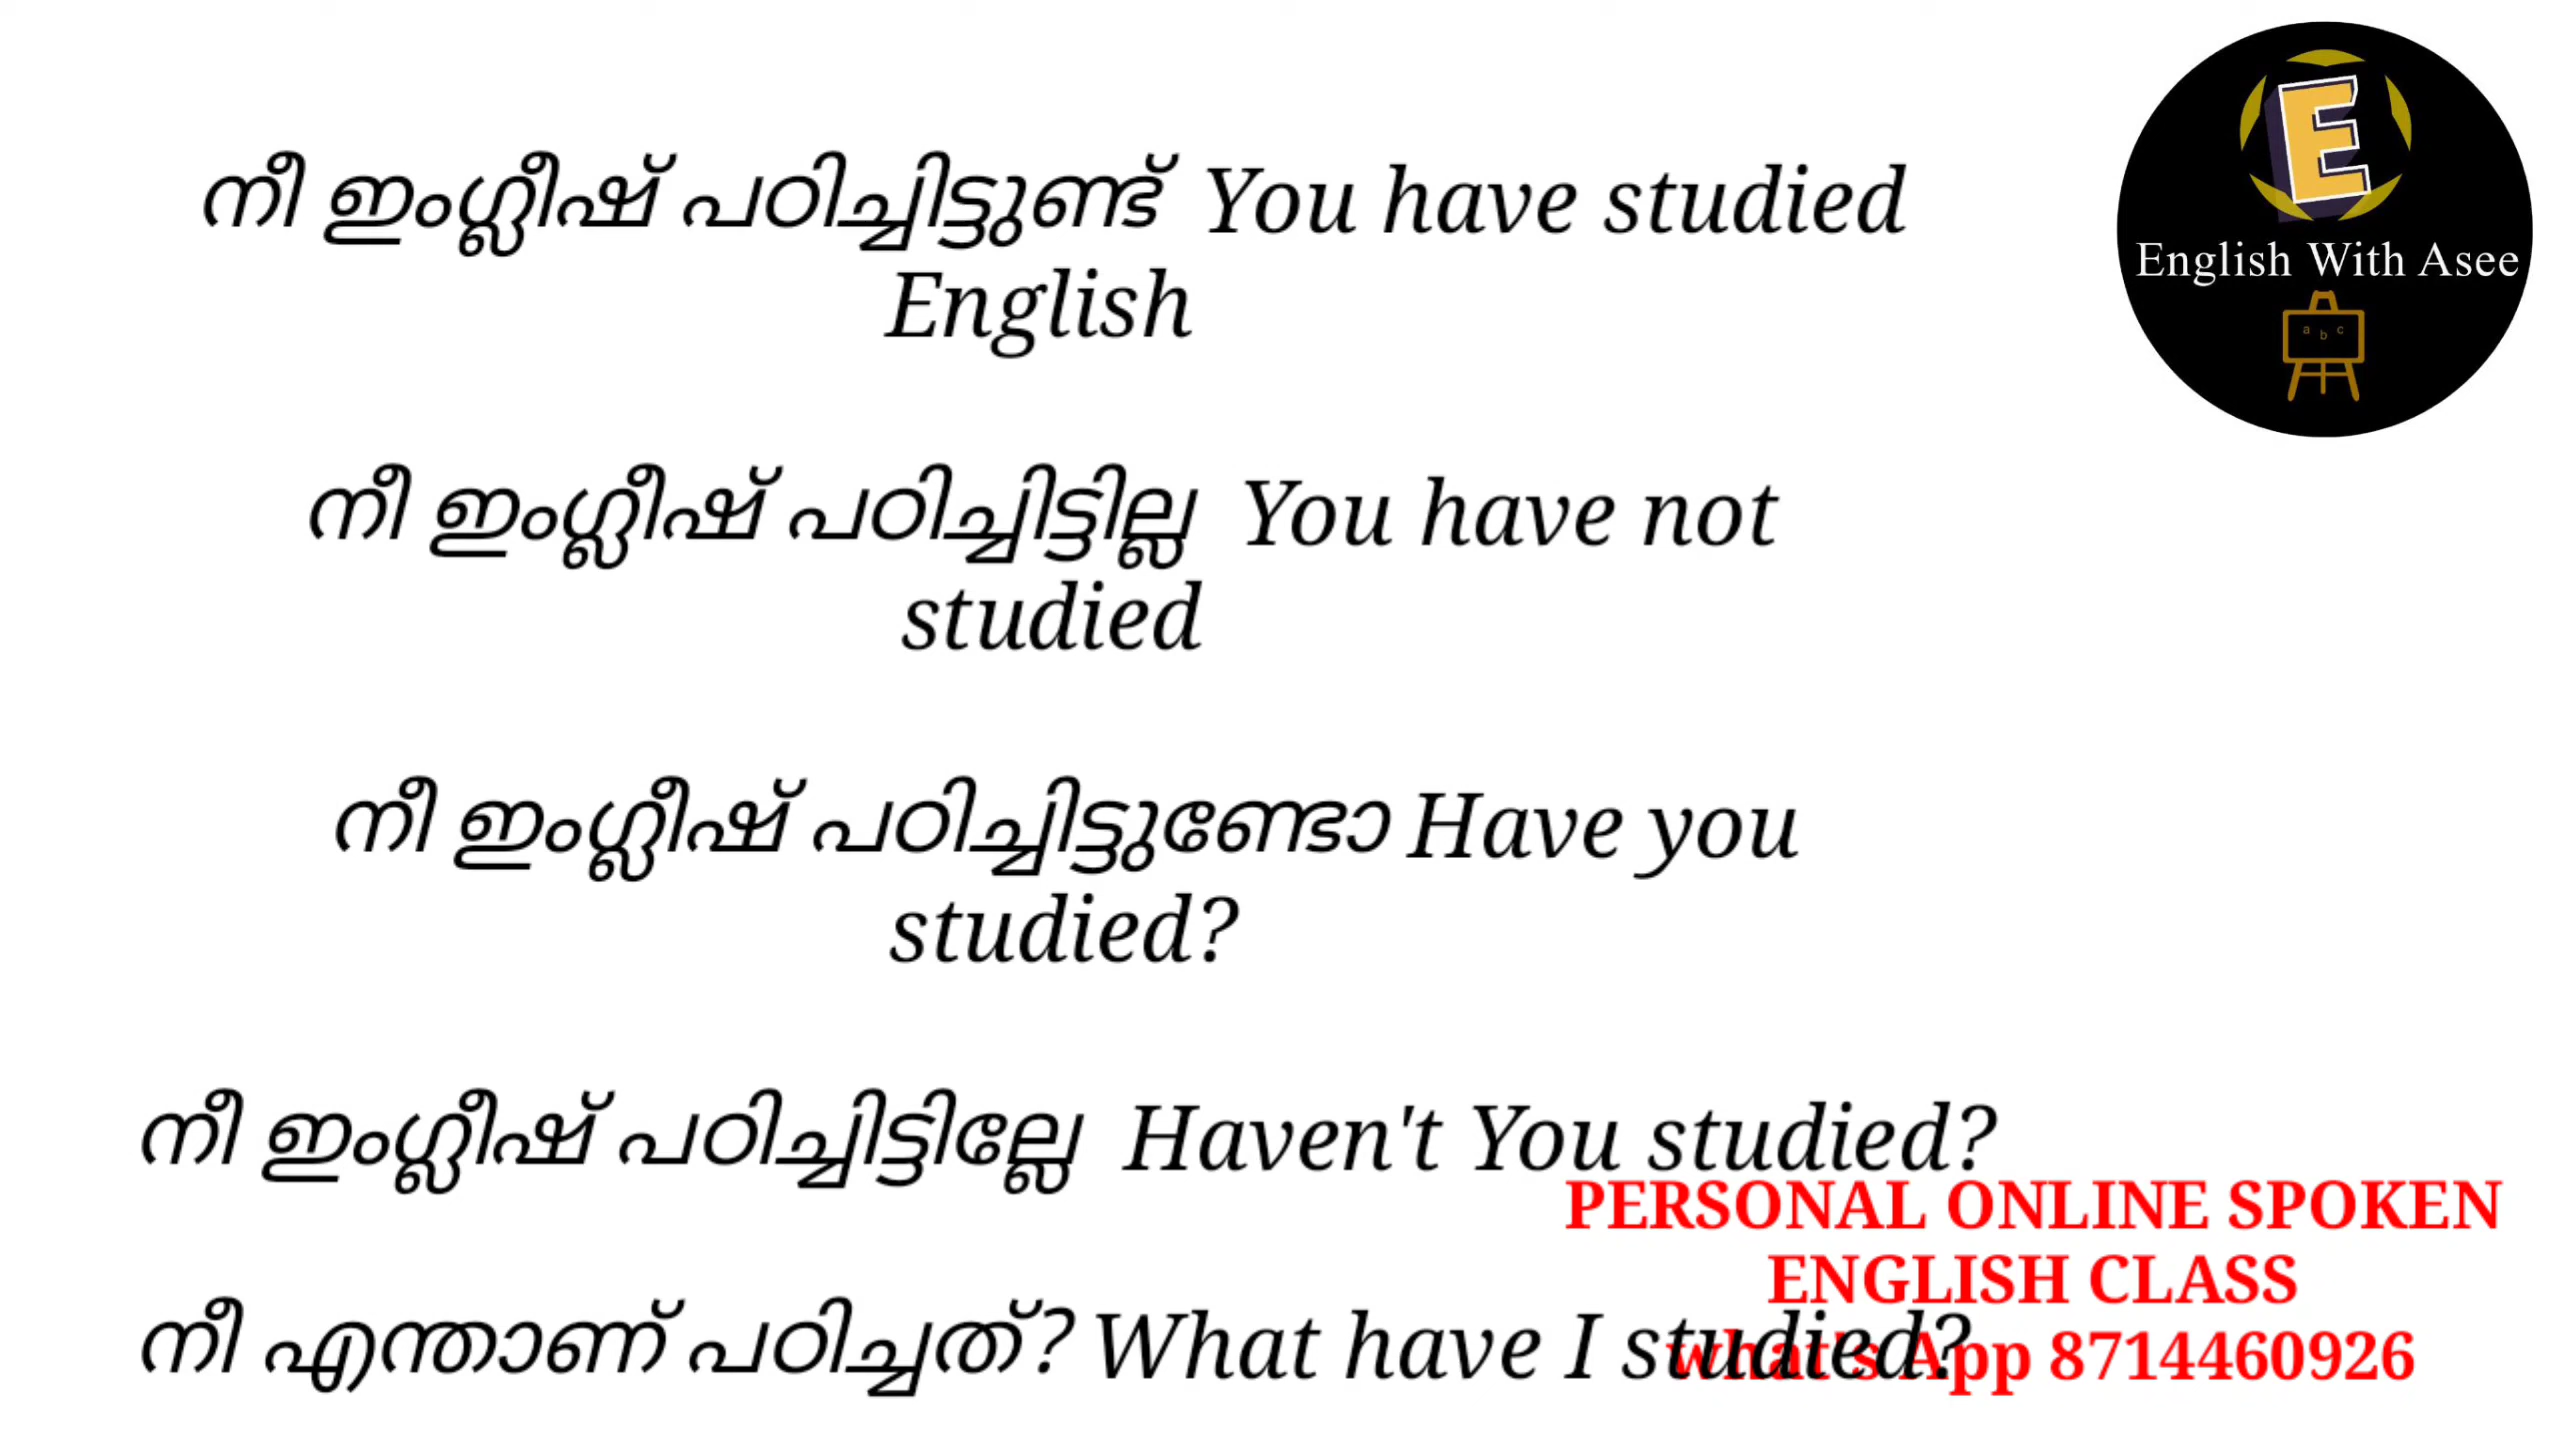 നീ ഇംഗ്ലീഷ് പഠിച്ചിട്ടുണ്ട് You have studied
English
നീ ഇംഗ്ലീഷ് പഠിച്ചിട്ടില്ല You have not
studied
നീ ഇംഗ്ലീഷ് പഠിച്ചിട്ടുണ്ടോ Have you
studied?
നീ ഇംഗ്ലീഷ് പഠിച്ചിട്ടില്ലേ Haven't You studied?
നീ എന്താണ് പഠിച്ചത്? What have I studied?
PERSONAL ONLINE SPOKEN
ENGLISH CLASS
what's App 8714460926
E
English With Asee
a b c